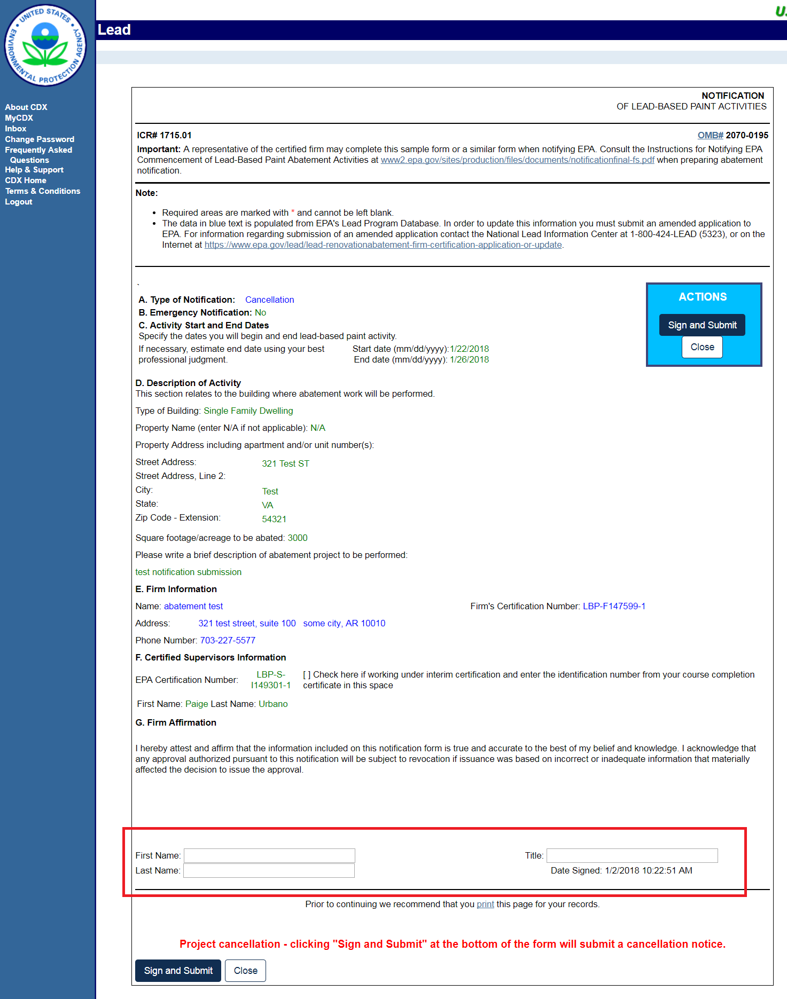 UNITED STATES
ENVIRONMENTAL PROTECTION AGENCY
U.
Lead
About CDX
MyCDX
Inbox
Change Password
Frequently Asked
Questions
Help & Support
CDX Home
Terms & Conditions
Logout
NOTIFICATION
OF LEAD-BASED PAINT ACTIVITIES
ICR# 1715.01 OMB# 2070-0195
Important: A representative of the certified firm may complete this sample form or a similar form when notifying EPA. Consult the Instructions for Notifying EPA
Commencement of Lead-Based Paint Abatement Activities at www2.epa.gov/sites/production/files/documents/notificationfinal-fs.pdf when preparing abatement
notification.
Note:
• Required areas are marked with * and cannot be left blank.
• The data in blue text is populated from EPA's Lead Program Database. In order to update this information you must submit an amended application to
EPA. For information regarding submission of an amended application contact the National Lead Information Center at 1-800-424-LEAD (5323), or on the
Internet at https://www.epa.gov/lead/lead-renovationabatement-firm-certification-application-or-update.
`
A. Type of Notification: Cancellation
B. Emergency Notification: No
C. Activity Start and End Dates
Specify the dates you will begin and end lead-based paint activity.
If necessary, estimate end date using your best Start date (mm/dd/yyyy):1/22/2018
professional judgment. End date (mm/dd/yyyy): 1/26/2018
ACTIONS
Sign and Submit
Close
D. Description of Activity
This section relates to the building where abatement work will be performed.
Type of Building: Single Family Dwelling
Property Name (enter N/A if not applicable): N/A
Property Address including apartment and/or unit number(s):
Street Address: 321 Test ST
Street Address, Line 2:
City: Test
State: VA
Zip Code - Extension: 54321
Square footage/acreage to be abated: 3000
Please write a brief description of abatement project to be performed:
test notification submission
E. Firm Information
Name: abatement test Firm's Certification Number: LBP-F147599-1
Address: 321 test street, suite 100 some city, AR 10010
Phone Number: 703-227-5577
F. Certified Supervisors Information
EPA Certification Number: LBP-S-
I149301-1
[ ] Check here if working under interim certification and enter the identification number from your course completion
certificate in this space
First Name: Paige Last Name: Urbano
G. Firm Affirmation
I hereby attest and affirm that the information included on this notification form is true and accurate to the best of my belief and knowledge. I acknowledge that
any approval authorized pursuant to this notification will be subject to revocation if issuance was based on incorrect or inadequate information that materially
affected the decision to issue the approval.
First Name: Title:
Last Name: Date Signed: 1/2/2018 10:22:51 AM
Prior to continuing we recommend that you print this page for your records.
Project cancellation - clicking "Sign and Submit" at the bottom of the form will submit a cancellation notice.
Sign and Submit Close